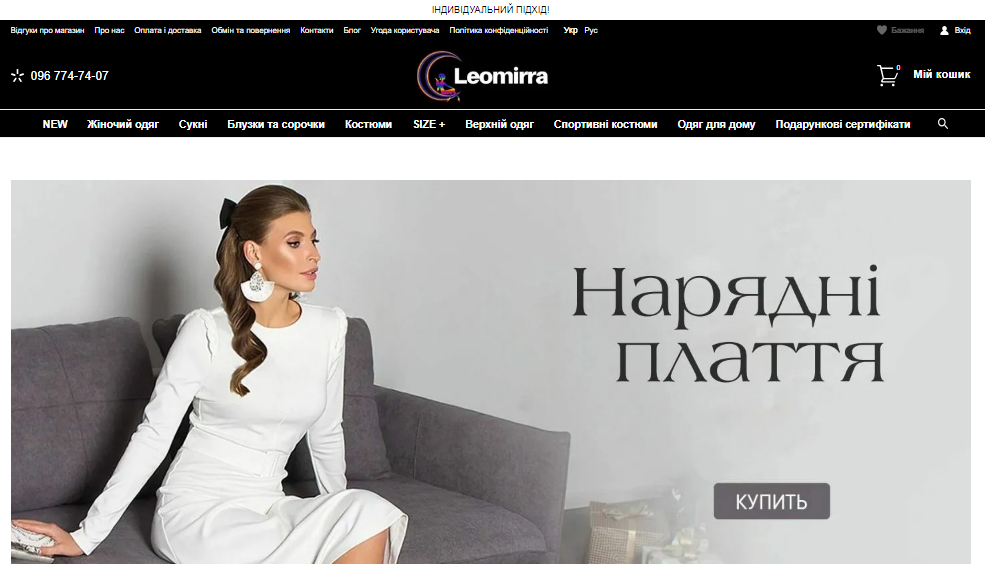 ІНДИВІДУАЛЬНИЙ ПІДХІД!
Відгуки про магазин Про нас Оплата і доставка Обмін та повернення Контакти Блог Угода користувача Політика конфіденційності Укр Рус Бажання Вхід
096 774-74-07 Leomirra 0 Мій кошик
NEW Жіночий одяг Сукні Блузки та сорочки Костюми SIZE + Верхній одяг Спортивні костюми Одяг для дому Подарункові сертифікати
Нарядні
плаття
КУПИТЬ